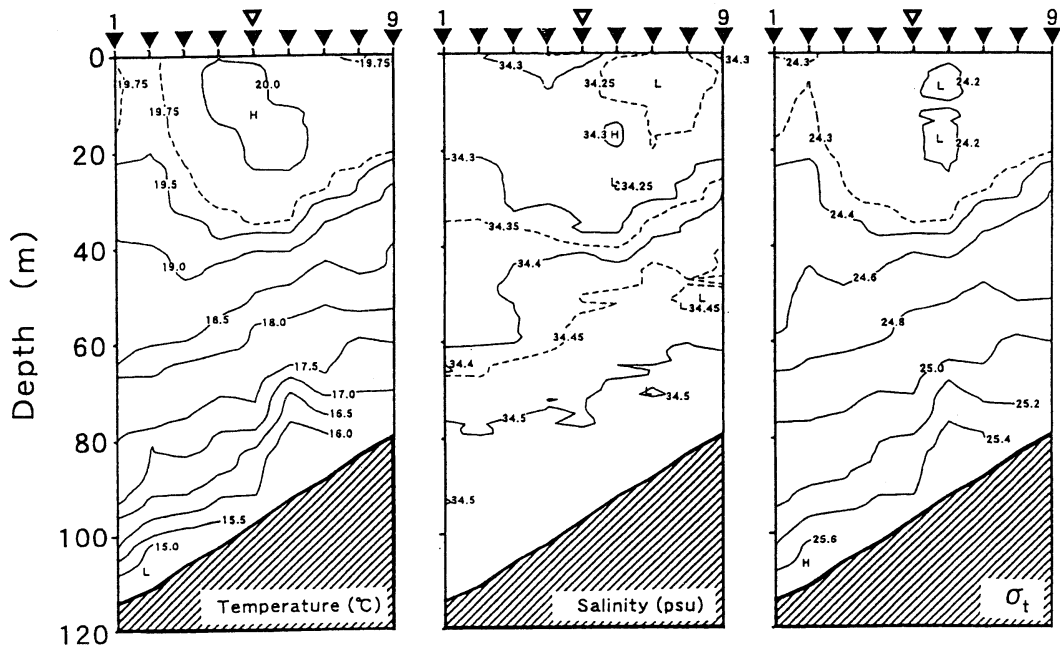 1 9 1 9 1 9
Depth (m)
0
20
40
60
80
100
120
19.75 19.75
19.75
20.0
H
19.5
19.0
18.5
18.0
17.5
17.0
16.5
16.0
15.5
15.0
L
Temperature (°C)
34.3 34.3
34.25
L
34.3 H
34.3
L 34.25
34.35
34.4
L
L 34.45
34.45
34.4
34.5
34.5
34.5
Salinity (psu)
24.3
L 24.2
24.3
L 24.2
24.4
24.6
24.8
25.0
25.2
25.4
25.6
H
σt